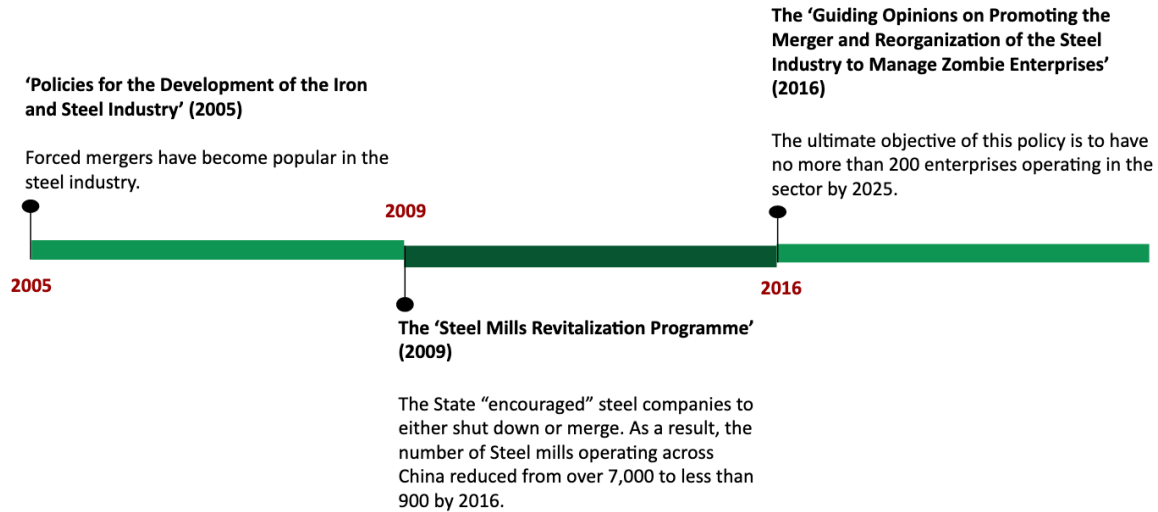 ‘Policies for the Development of the Iron
and Steel Industry’ (2005)
Forced mergers have become popular in the
steel industry.
2005
2009
The ‘Steel Mills Revitalization Programme’
(2009)
The State “encouraged” steel companies to
either shut down or merge. As a result, the
number of Steel mills operating across
China reduced from over 7,000 to less than
900 by 2016.
The ‘Guiding Opinions on Promoting the
Merger and Reorganization of the Steel
Industry to Manage Zombie Enterprises’
(2016)
The ultimate objective of this policy is to have
no more than 200 enterprises operating in the
sector by 2025.
2016